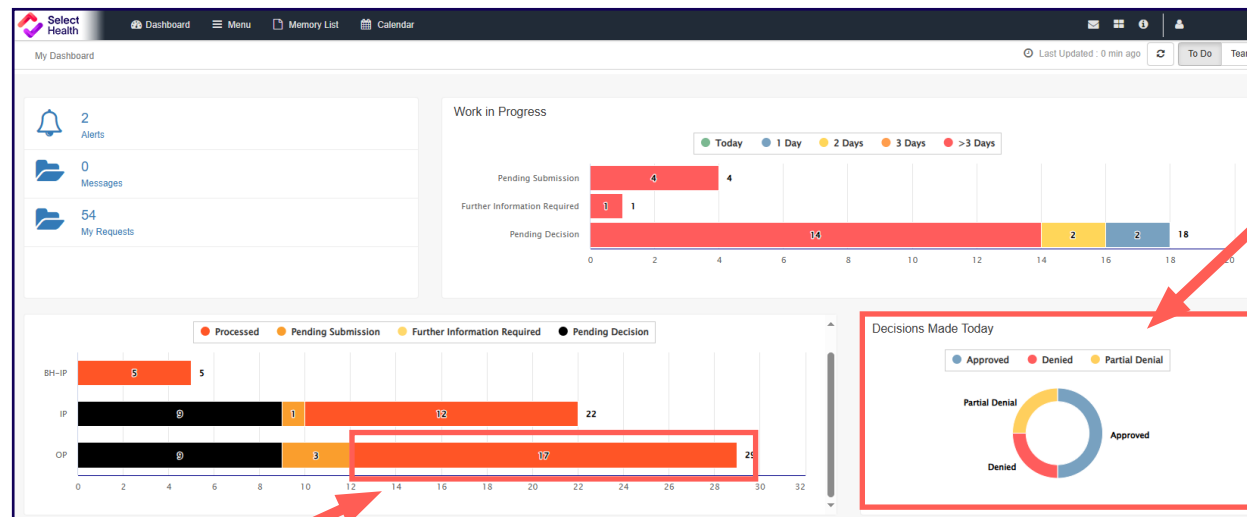 Select Health
Dashboard
Menu
Memory List
Calendar
My Dashboard
Last Updated : 0 min ago
To Do
Tear
2
Alerts
0
Messages
54
My Requests
Work in Progress
Today
1 Day
2 Days
3 Days
>3 Days
Pending Submission
4
4
Further Information Required
1
1
Pending Decision
14
2
2
18
0 2 4 6 8 10 12 14 16 18 20
Processed
Pending Submission
Further Information Required
Pending Decision
BH-IP
5
5
IP
9
1
12
22
OP
9
3
17
29
0 2 4 6 8 10 12 14 16 18 20 22 24 26 28 30 32
Decisions Made Today
Approved
Denied
Partial Denial
Partial Denial
Approved
Denied